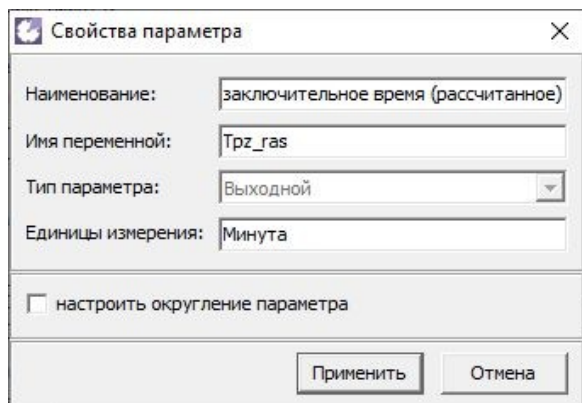 Свойства параметра
Наименование: заключительное время (рассчитанное)
Имя переменной: Tpz_ras
Тип параметра: Выходной
Единицы измерения: Минута
настроить округление параметра
Применить Отмена